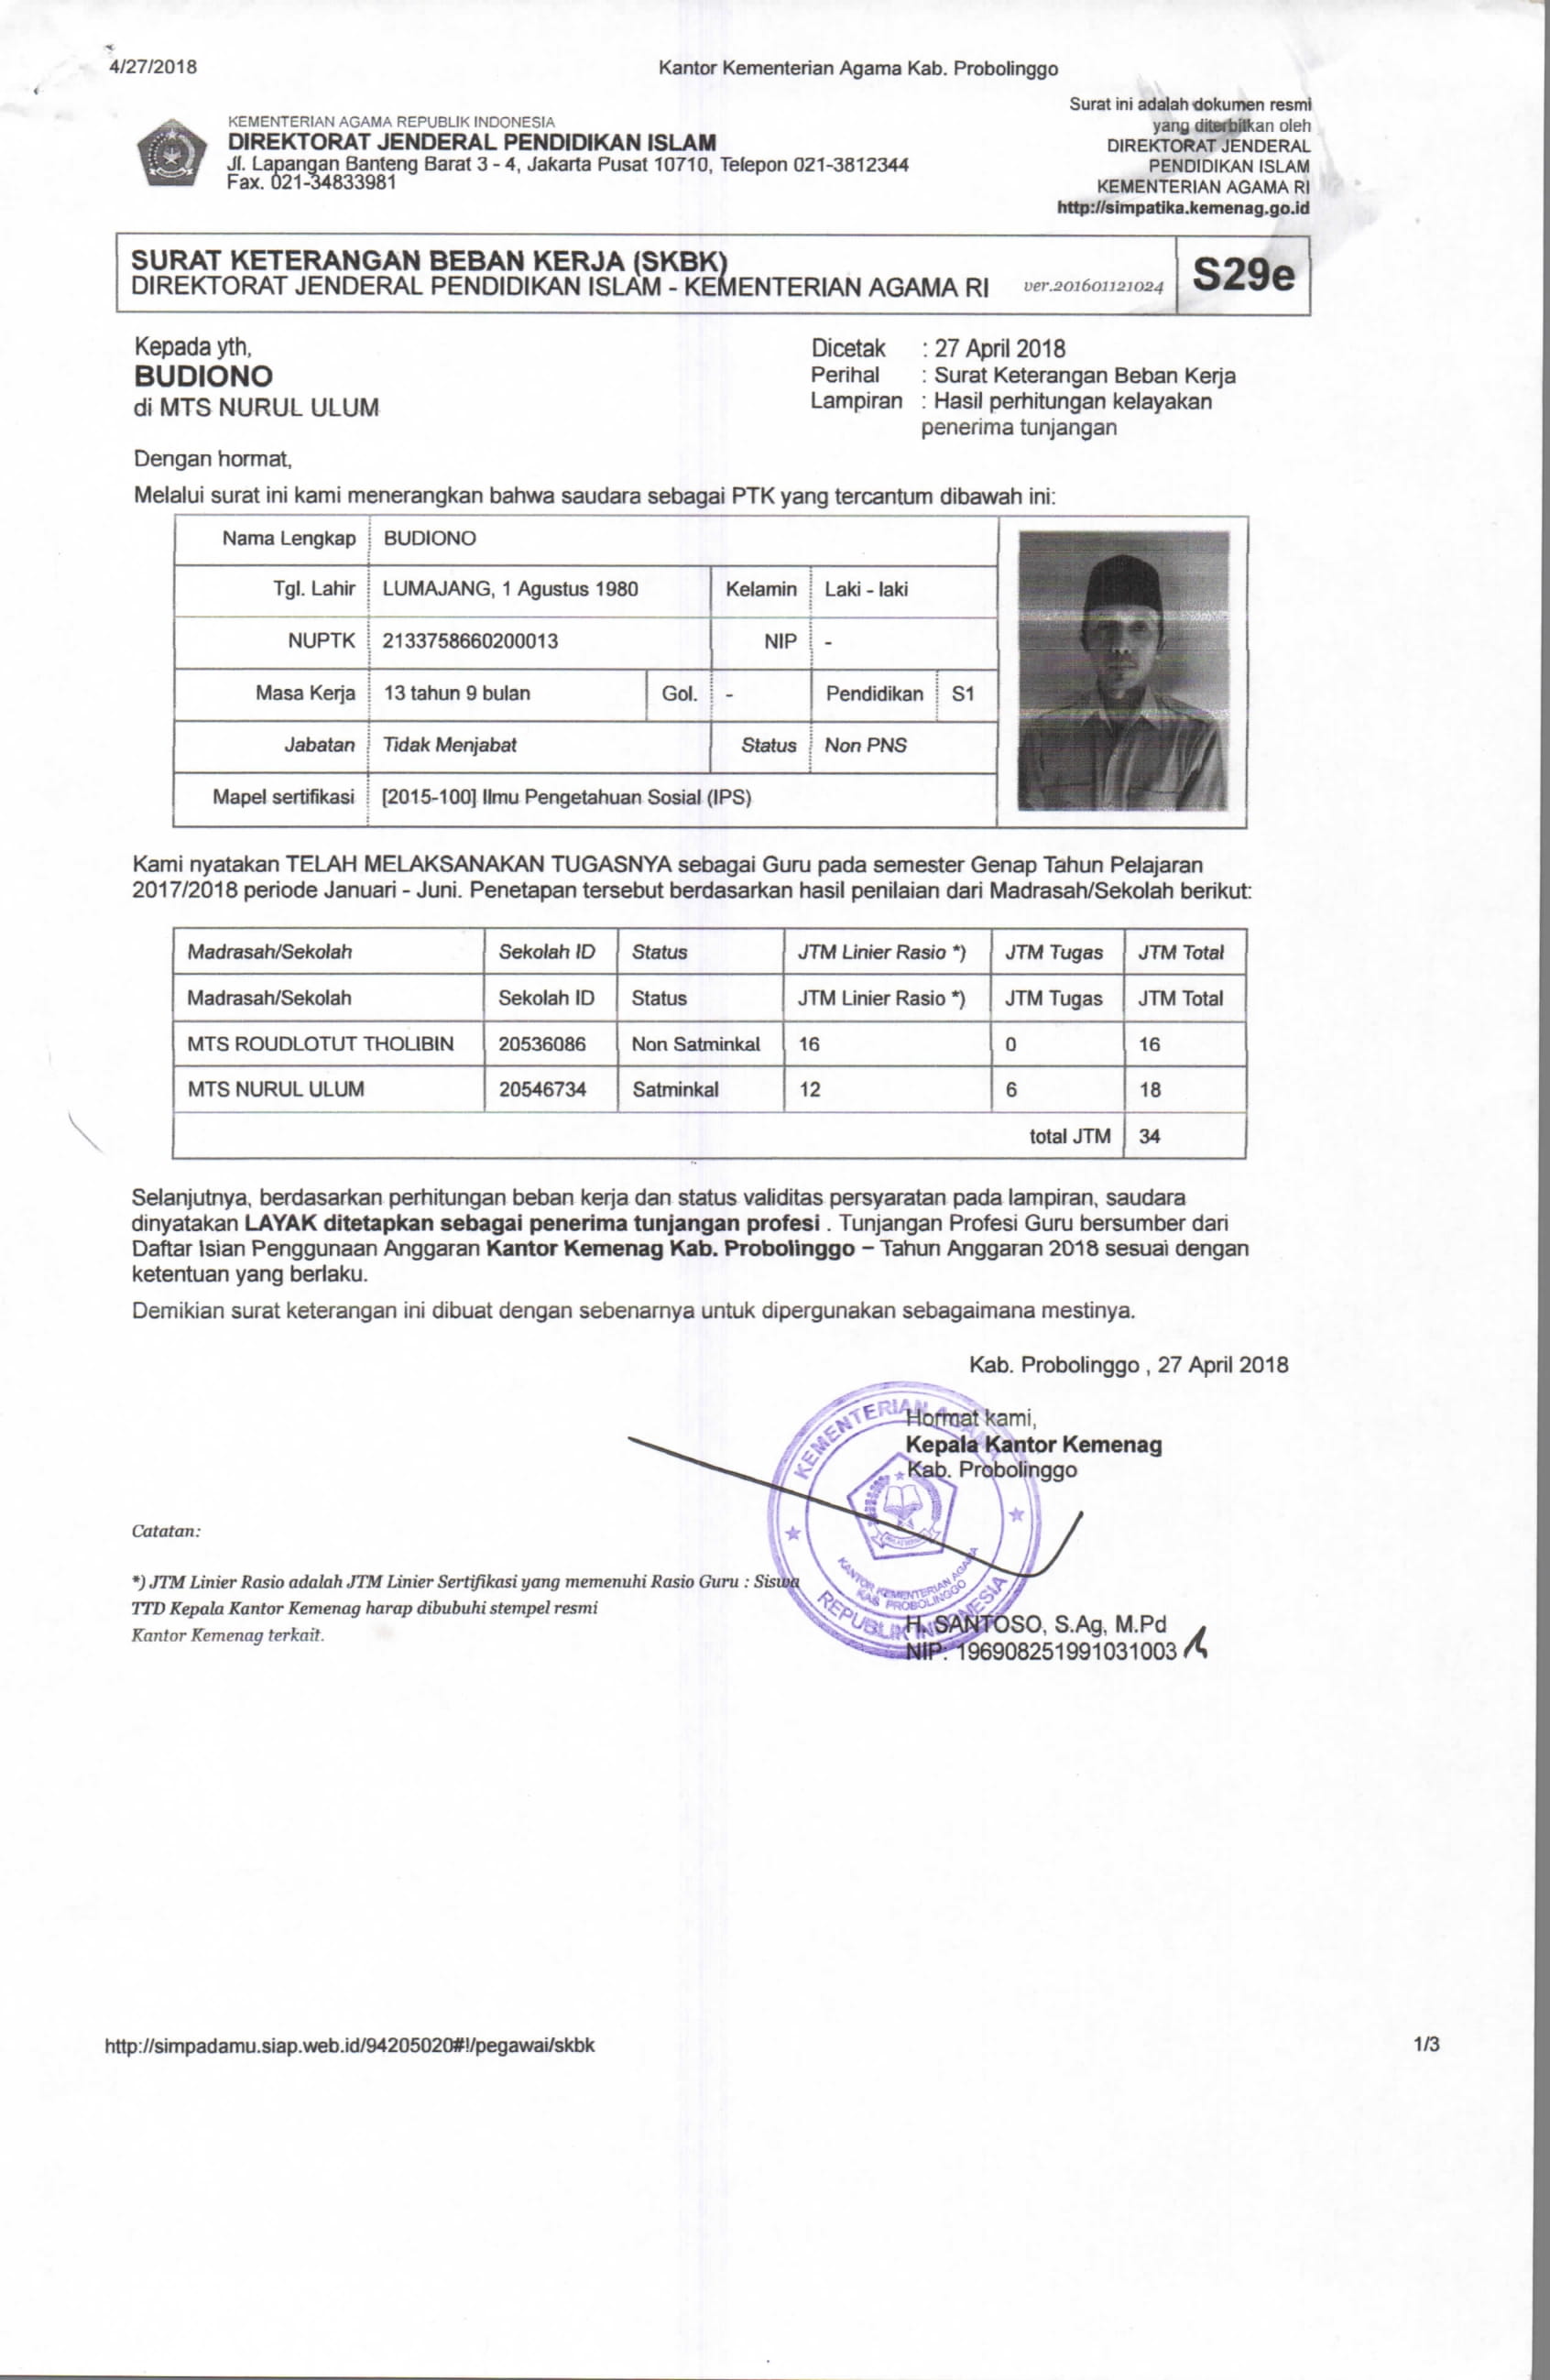 4/27/2018
Kantor Kementerian Agama Kab. Probolinggo
KEMENTERIAN AGAMA REPUBLIK INDONESIA
DIREKTORAT JENDERAL PENDIDIKAN ISLAM
Jl. Lapangan Banteng Barat 3 - 4, Jakarta Pusat 10710, Telepon 021-3812344
Fax. 021-34833981
Surat ini adalah dokumen resmi
yang diterbitkan oleh
DIREKTORAT JENDERAL
PENDIDIKAN ISLAM
KEMENTERIAN AGAMA RI
http://simpatika.kemenag.go.id
SURAT KETERANGAN BEBAN KERJA (SKBK)
DIREKTORAT JENDERAL PENDIDIKAN ISLAM - KEMENTERIAN AGAMA RI ver.201601121024
S29e
Kepada yth,
BUDIONO
di MTS NURUL ULUM
Dicetak : 27 April 2018
Perihal : Surat Keterangan Beban Kerja
Lampiran : Hasil perhitungan kelayakan
penerima tunjangan
Dengan hormat,
Melalui surat ini kami menerangkan bahwa saudara sebagai PTK yang tercantum dibawah ini:
Nama Lengkap BUDIONO
Tgl. Lahir LUMAJANG, 1 Agustus 1980 Kelamin Laki - laki
NUPTK 2133758660200013 NIP -
Masa Kerja 13 tahun 9 bulan Gol. - Pendidikan S1
Jabatan Tidak Menjabat Status Non PNS
Mapel sertifikasi [2015-100] Ilmu Pengetahuan Sosial (IPS)
Kami nyatakan TELAH MELAKSANAKAN TUGASNYA sebagai Guru pada semester Genap Tahun Pelajaran
2017/2018 periode Januari - Juni. Penetapan tersebut berdasarkan hasil penilaian dari Madrasah/Sekolah berikut:
Madrasah/Sekolah Sekolah ID Status JTM Linier Rasio *) JTM Tugas JTM Total
Madrasah/Sekolah Sekolah ID Status JTM Linier Rasio *) JTM Tugas JTM Total
MTS ROUDLOTUT THOLIBIN 20536086 Non Satminkal 16 0 16
MTS NURUL ULUM 20546734 Satminkal 12 6 18
total JTM 34
Selanjutnya, berdasarkan perhitungan beban kerja dan status validitas persyaratan pada lampiran, saudara
dinyatakan LAYAK ditetapkan sebagai penerima tunjangan profesi . Tunjangan Profesi Guru bersumber dari
Daftar Isian Penggunaan Anggaran Kantor Kemenag Kab. Probolinggo – Tahun Anggaran 2018 sesuai dengan
ketentuan yang berlaku.
Demikian surat keterangan ini dibuat dengan sebenarnya untuk dipergunakan sebagaimana mestinya.
Kab. Probolinggo , 27 April 2018
Hormat kami,
Kepala Kantor Kemenag
Kab. Probolinggo
KEMENTERIAN AGAMA
KANTOR KEMENTERIAN AGAMA
KAB. PROBOLINGGO
REPUBLIK INDONESIA
H. SANTOSO, S.Ag, M.Pd
NIP: 196908251991031003
Catatan:
*) JTM Linier Rasio adalah JTM Linier Sertifikasi yang memenuhi Rasio Guru : Siswa
TTD Kepala Kantor Kemenag harap dibubuhi stempel resmi
Kantor Kemenag terkait.
http://simpadamu.siap.web.id/94205020#!/pegawai/skbk
1/3